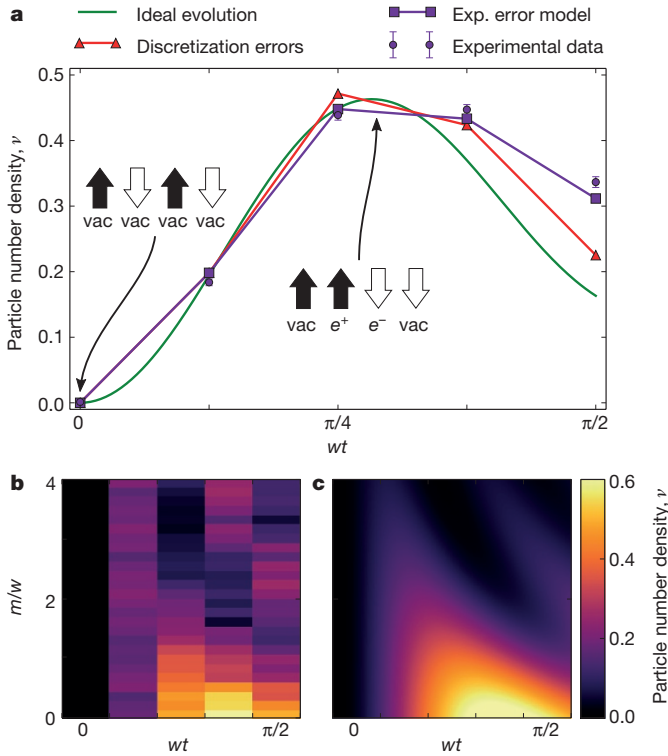 a
Ideal evolution
Exp. error model
Discretization errors
Experimental data
0.5
0.4
0.3
0.2
0.1
0.0
Particle number density, ν
vac vac vac vac
vac e+ e− vac
0 π/4 π/2
wt
b
4
2
0
m/w
0 π/2
wt
c
0 π/2
wt
0.6
0.4
0.2
0.0
Particle number density, ν